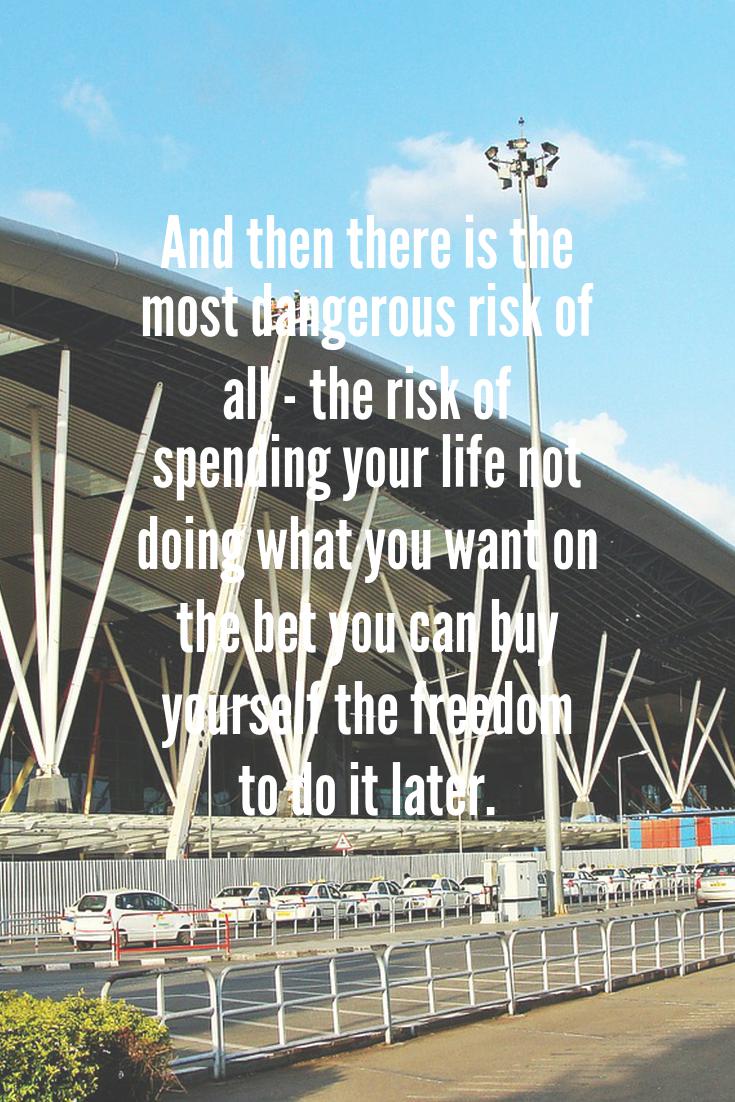 And then there is the
most dangerous risk of
all - the risk of
spending your life not
doing what you want on
the bet you can buy
yourself the freedom
to do it later.